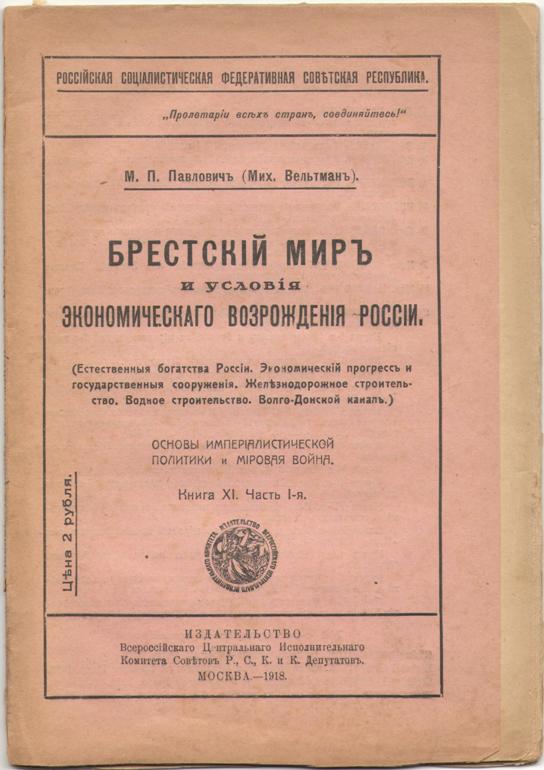 РОССІЙСКАЯ СОЦІАЛИСТИЧЕСКАЯ ФЕДЕРАТИВНАЯ СОВѢТСКАЯ РЕСПУБЛИКА.
„Пролетаріи всѣхъ странъ, соединяйтесь!“
М. П. Павловичъ (Мих. Вельтманъ).
БРЕСТСКІЙ МИРЪ
и условія
ЭКОНОМИЧЕСКАГО ВОЗРОЖДЕНІЯ РОССІИ.
(Естественныя богатства Россіи. Экономическій прогрессъ и
государственныя сооруженія. Желѣзнодорожное строитель-
ство. Водное строительство. Волго-Донской каналъ.)
ОСНОВЫ ИМПЕРІАЛИСТИЧЕСКОЙ
ПОЛИТИКИ и МІРОВАЯ ВОЙНА.
Книга XI. Часть I-я.
Цѣна 2 рубля.
ИЗДАТЕЛЬСТВО
Всероссійскаго Центральнаго Исполнительнаго
Комитета Совѣтовъ Р., С., К. и К. Депутатовъ.
МОСКВА.—1918.